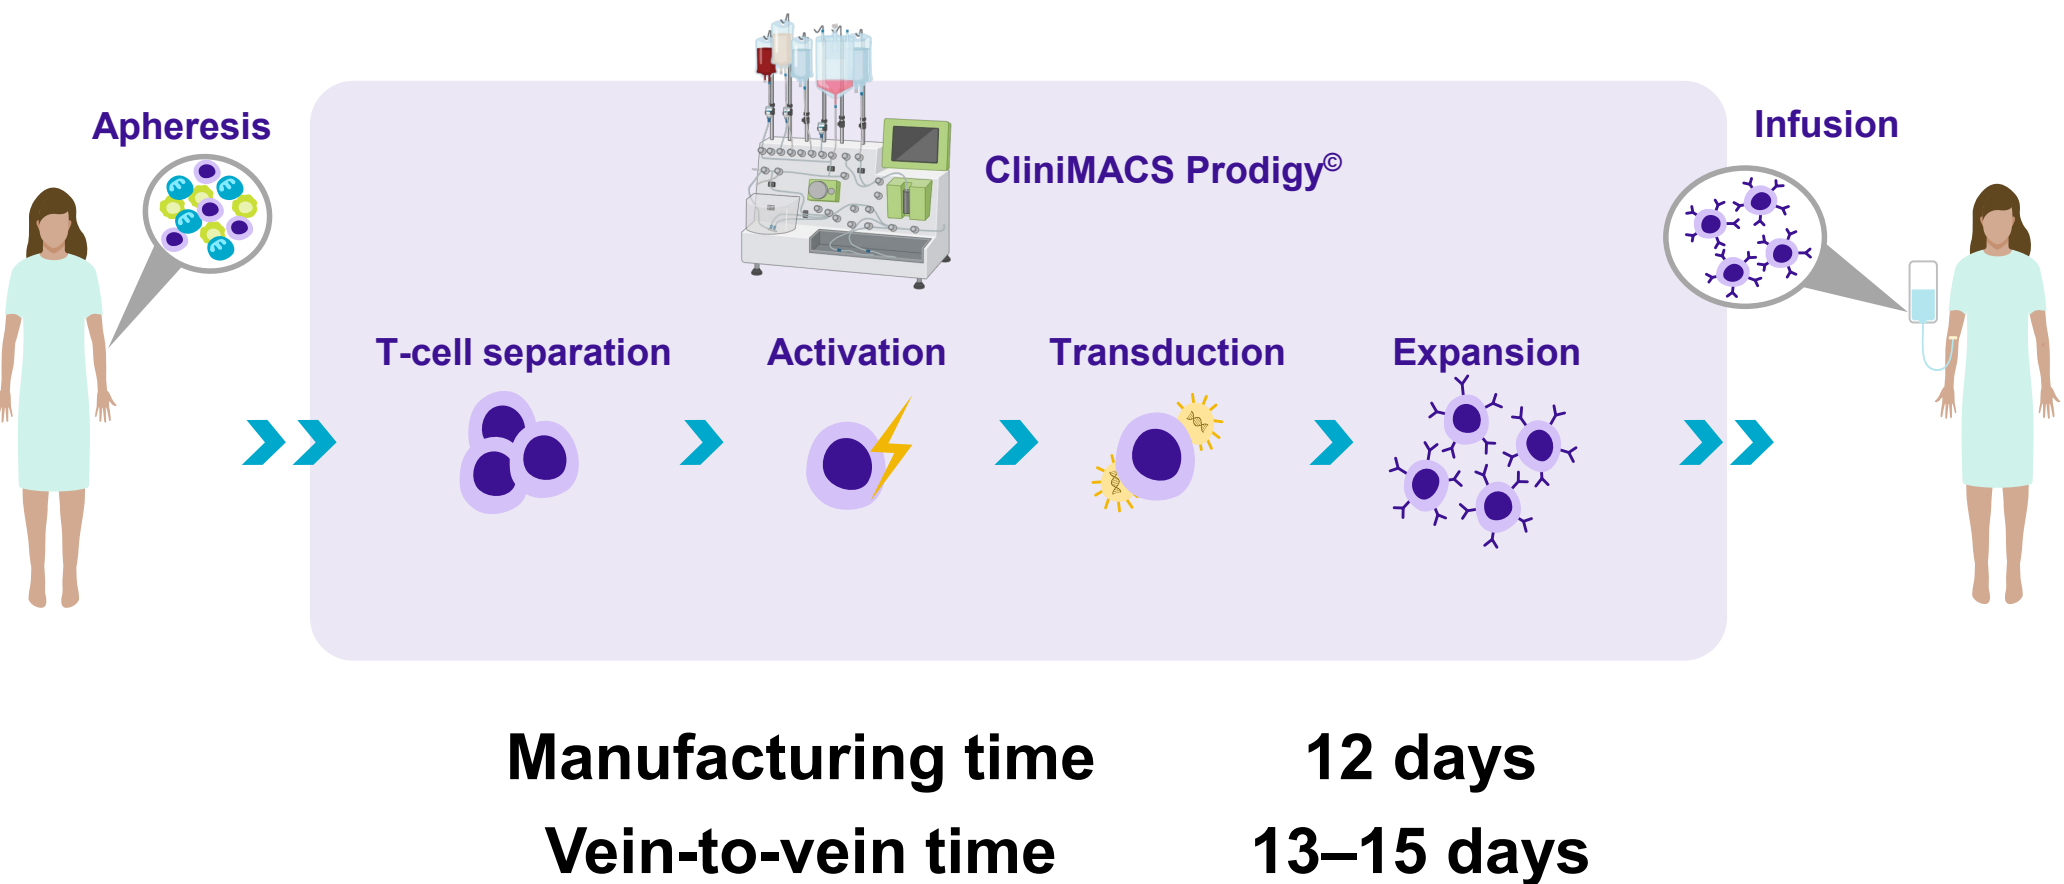 Apheresis
CliniMACS Prodigy©
Infusion
T-cell separation
Activation
Transduction
Expansion
Manufacturing time 12 days
Vein-to-vein time 13–15 days